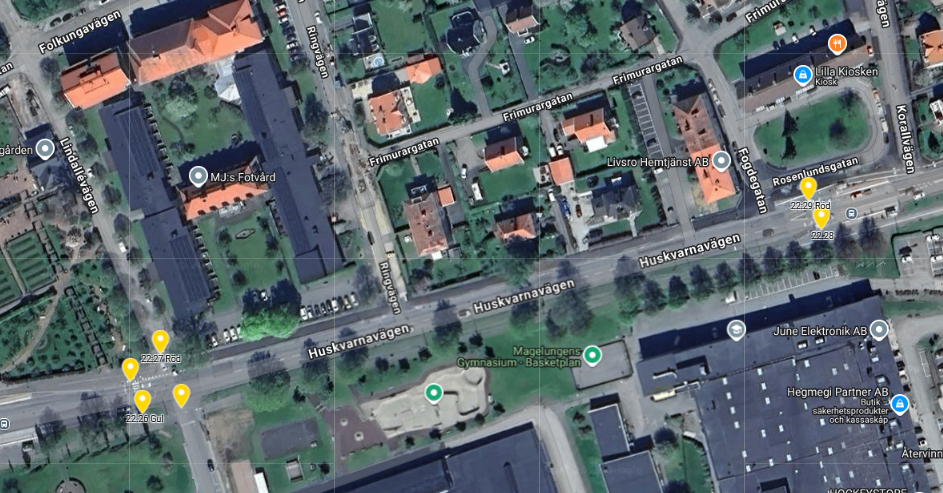 Folkungavägen
Ringvägen
Frimuragatan
Frimurargatan
Frimurargatan
Frimurargatan
Lilla Kiosken
Kiosk
Korallvägen
gården
Lindallévägen
MJ:s Fotvård
Livsro Hemtjänst AB
Fogdegatan
Rosenlundsgatan
22:29 Röd
22:28
Huskvarnavägen
Ringvägen
Huskvarnavägen
Huskvarnavägen
22:27 Röd
22:26 Gul
June Elektronik AB
Magelungens
Gymnasium - Basketplan
Hegmegi Partner AB
Butik -
säkerhetsprodukter
och kassaskåp
Återvinn
HOCKEYSTORE